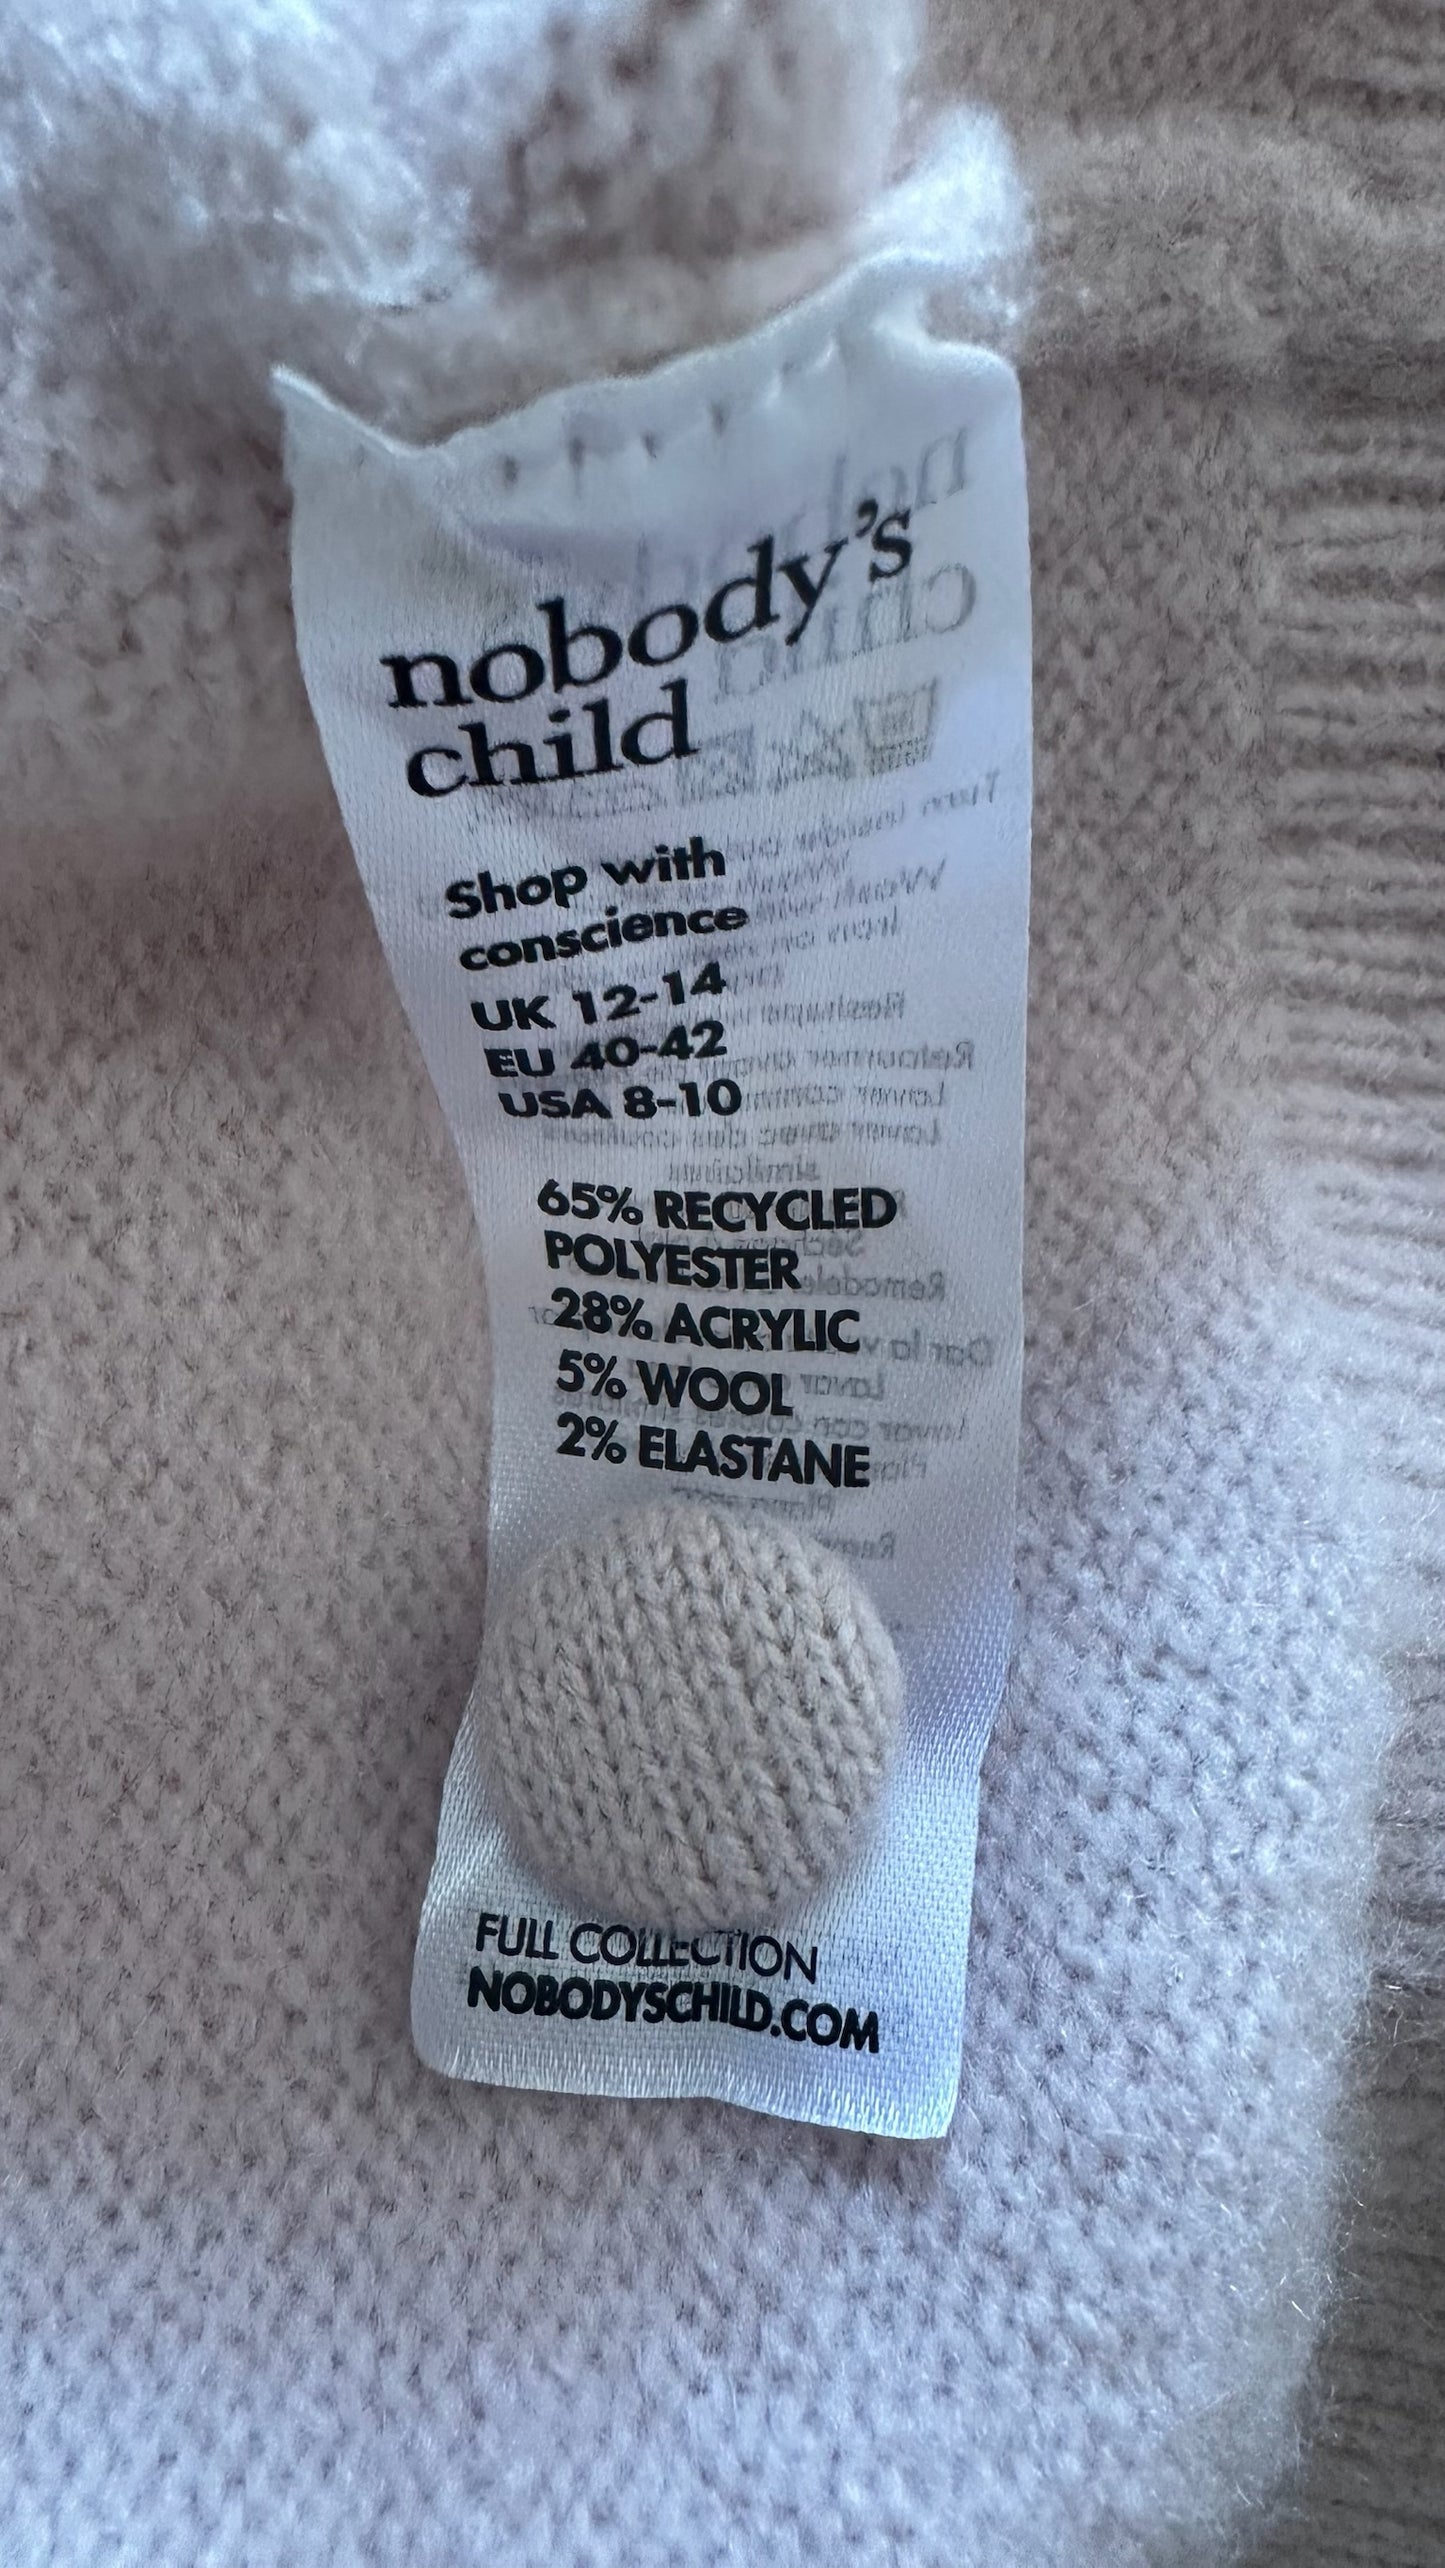 nobody's
child
Shop with
conscience
UK 12-14
EU 40-42
USA 8-10
65% RECYCLED
POLYESTER
28% ACRYLIC
5% WOOL
2% ELASTANE
FULL COLLECTION
NOBODYSCHILD.COM